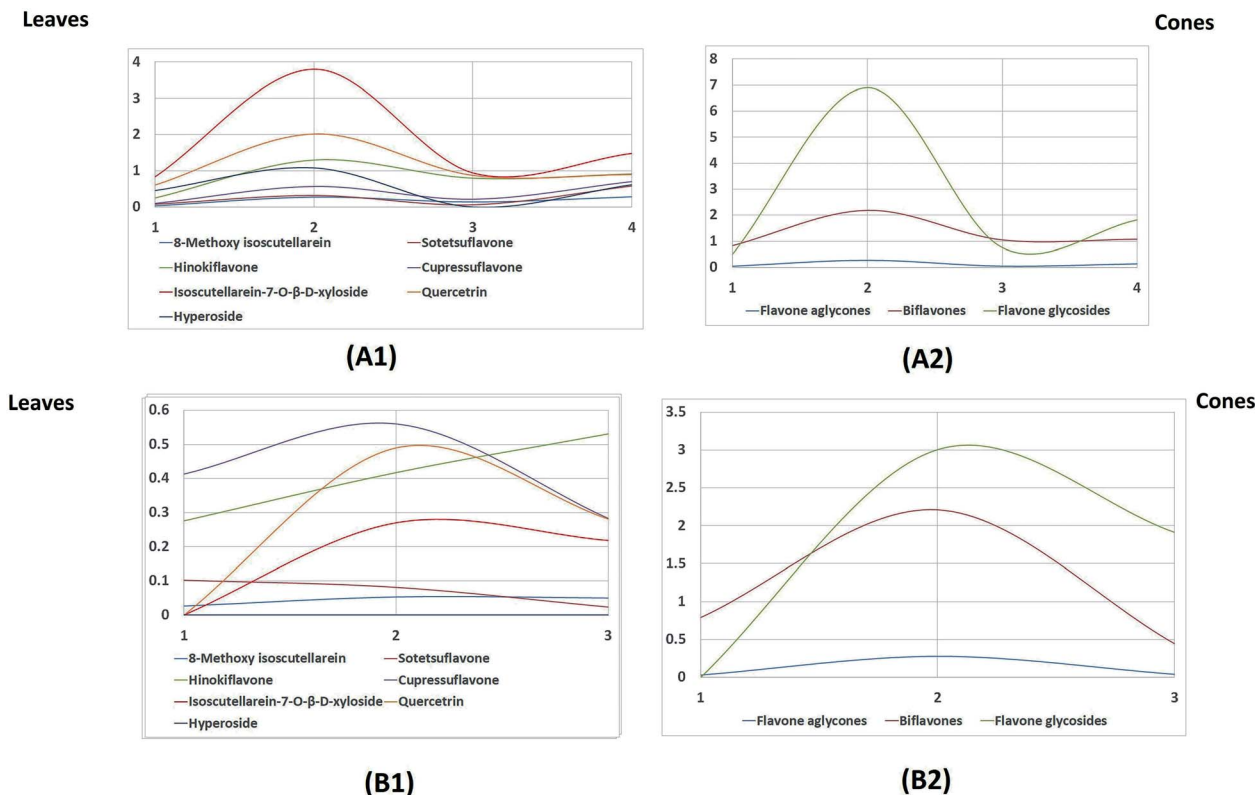 Leaves
Cones
4
3
2
1
0
1 2 3 4
8-Methoxy isoscutellarein Sotetsuflavone
Hinokiflavone Cupressuflavone
Isoscutellarein-7-O-β-D-xyloside Quercetrin
Hyperoside
(A1)
8
7
6
5
4
3
2
1
0
1 2 3 4
Flavone aglycones Biflavones Flavone glycosides
(A2)
Leaves
Cones
0.6
0.5
0.4
0.3
0.2
0.1
0
1 2 3
8-Methoxy isoscutellarein Sotetsuflavone
Hinokiflavone Cupressuflavone
Isoscutellarein-7-O-β-D-xyloside Quercetrin
Hyperoside
(B1)
3.5
3
2.5
2
1.5
1
0.5
0
1 2 3
Flavone aglycones Biflavones Flavone glycosides
(B2)